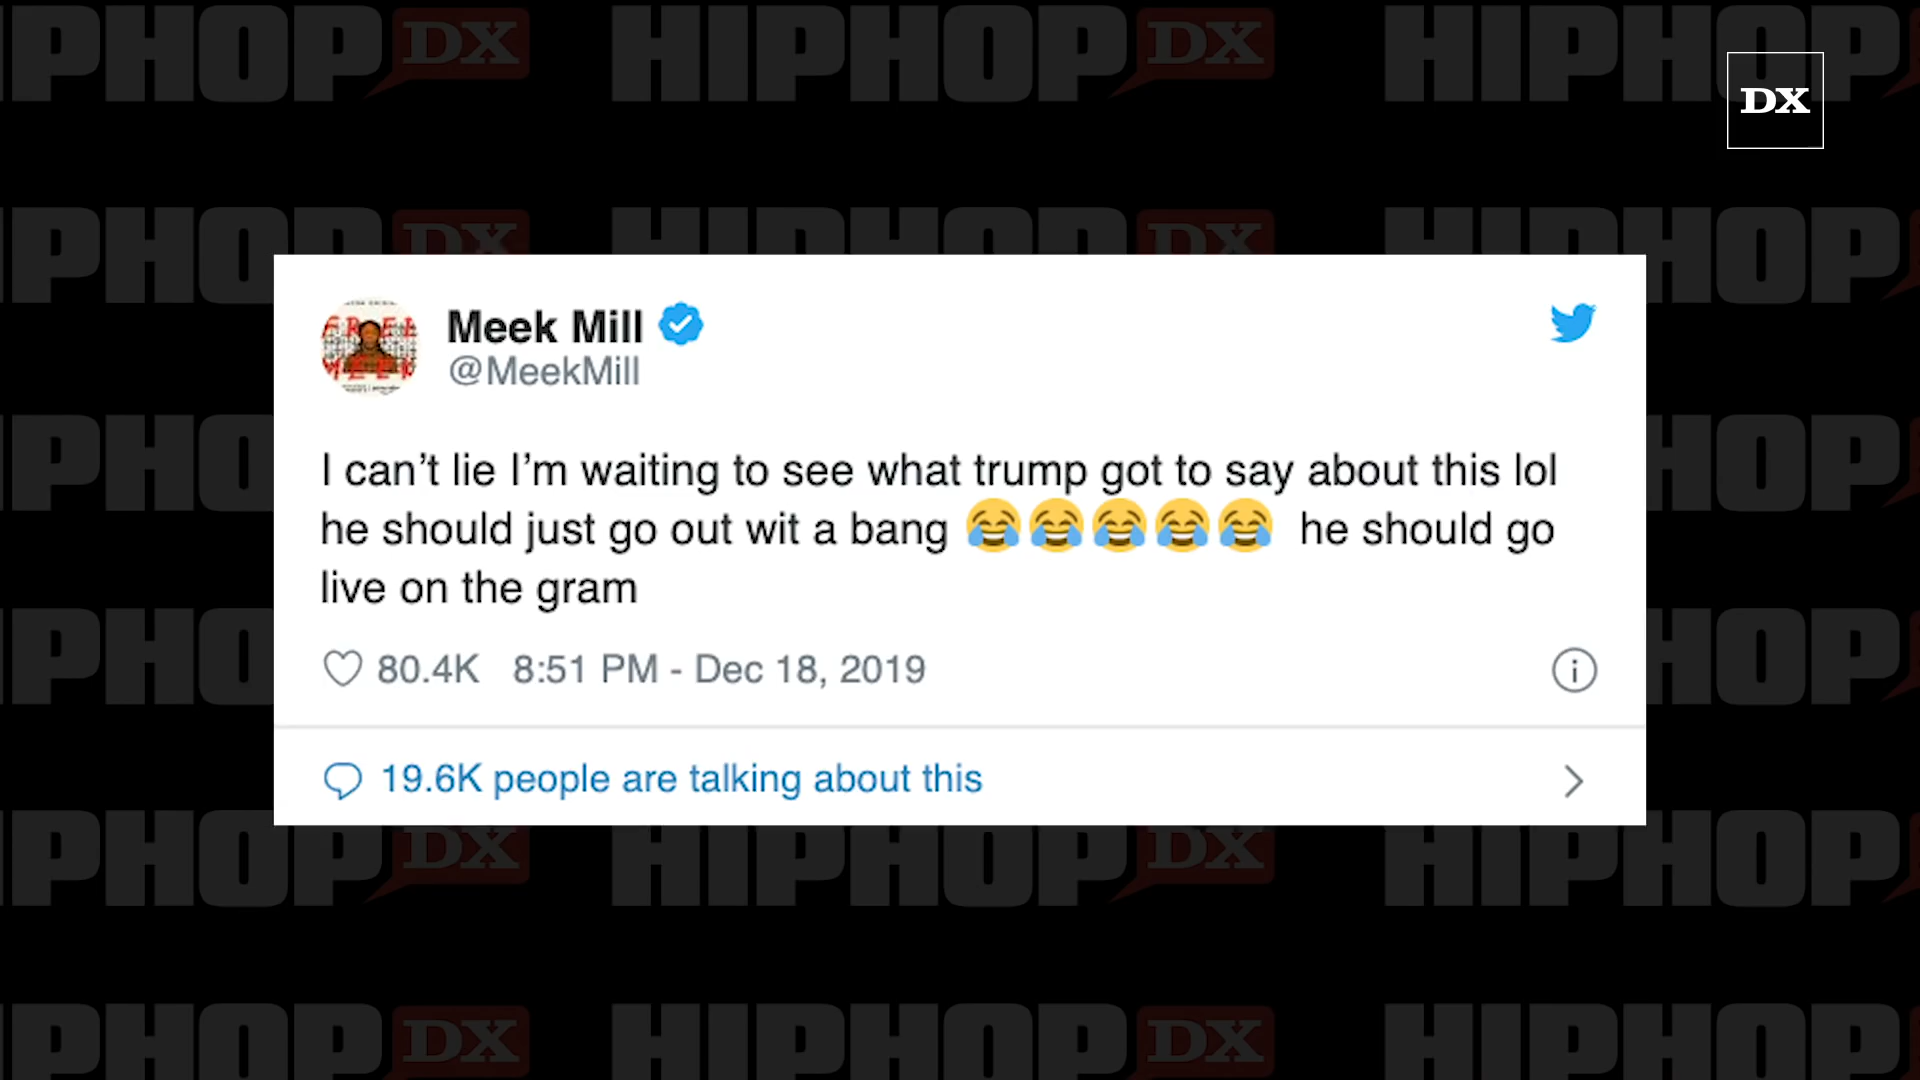 HIPHOPDX
DX
Meek Mill
@MeekMill
FREE
MEEK
I can't lie I'm waiting to see what trump got to say about this lol
he should just go out wit a bang 😂😂😂😂😂 he should go
live on the gram
80.4K 8:51 PM - Dec 18, 2019
19.6K people are talking about this